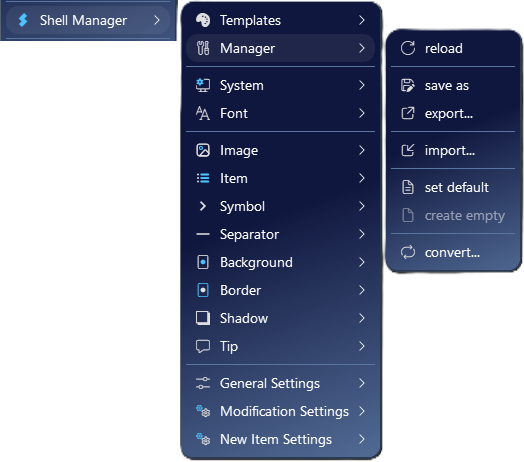 Shell Manager
Templates
Manager
System
Font
Image
Item
Symbol
Separator
Background
Border
Shadow
Tip
General Settings
Modification Settings
New Item Settings
reload
save as
export...
import...
set default
create empty
convert...